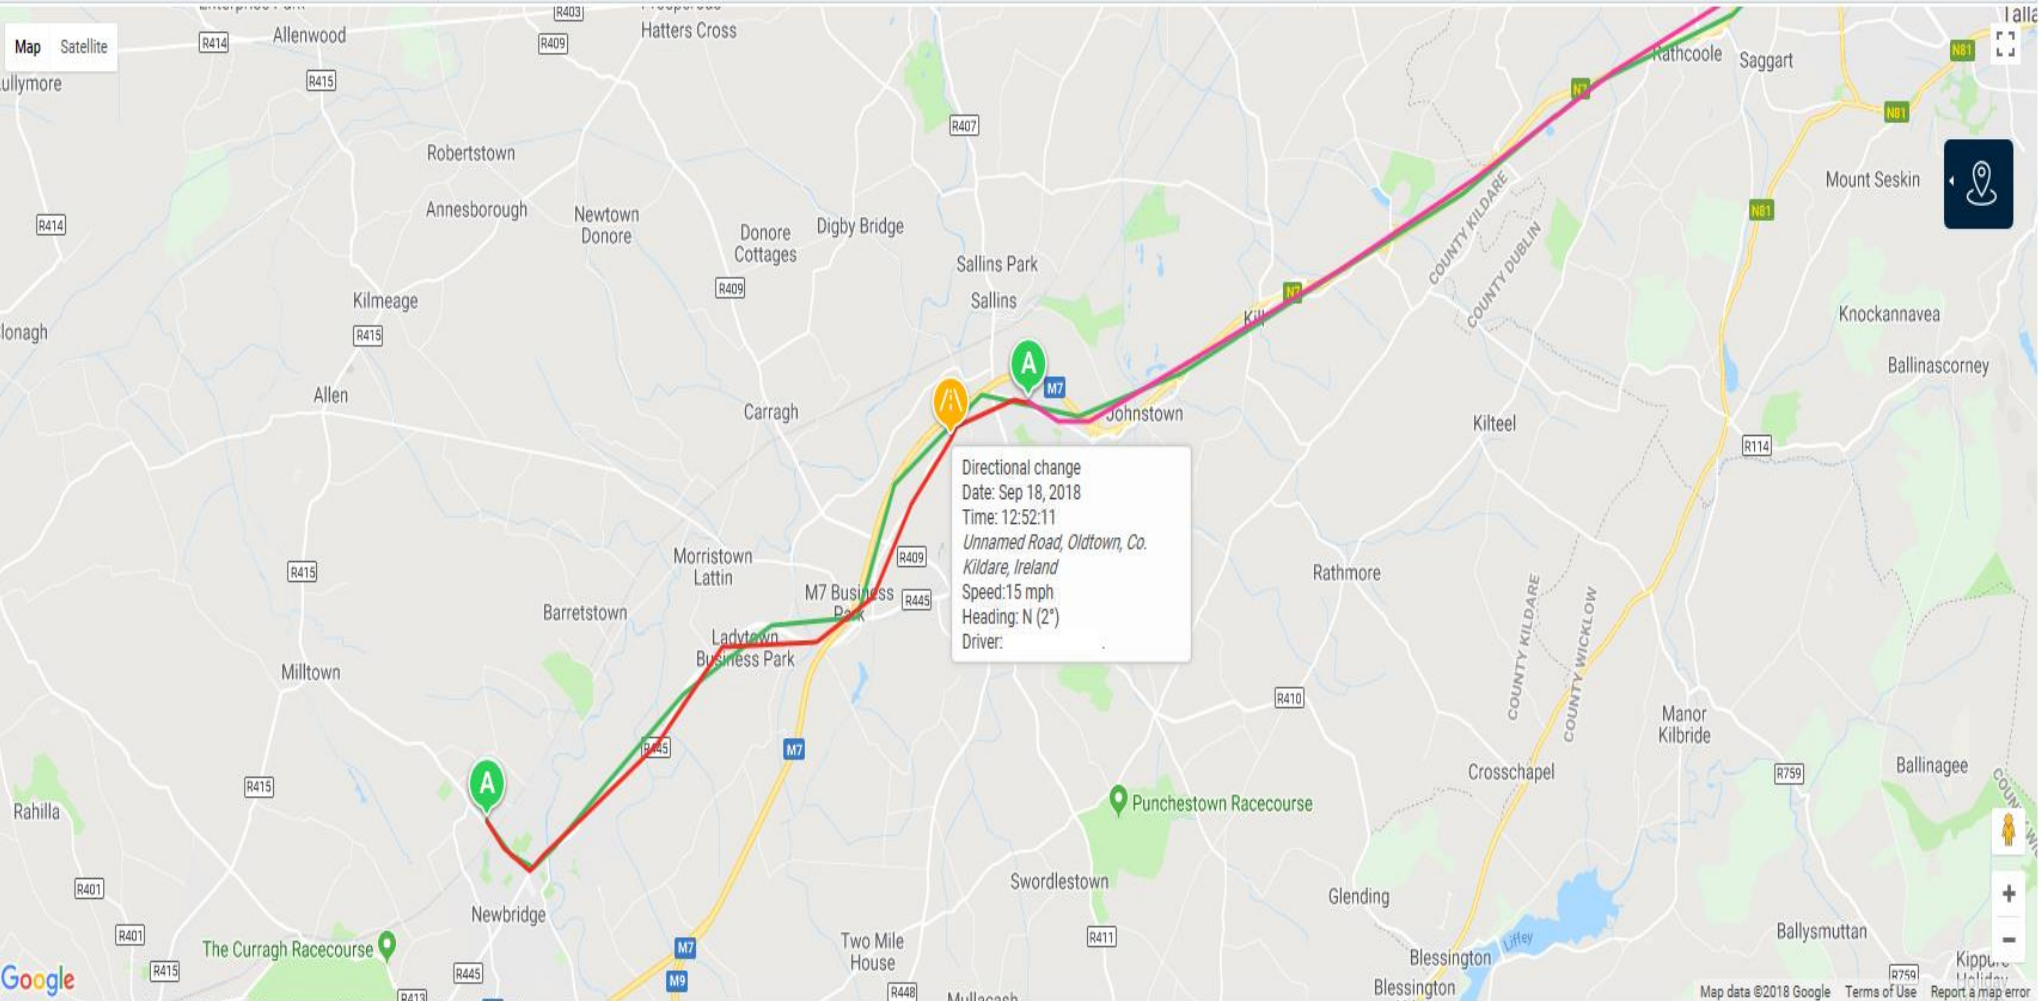 Map
Satellite
R414
Allenwood
R403
R409
Hatters Cross
R415
R407
Rathcoole
Saggart
N81
N7
N81
Robertstown
Mount Seskin
R414
Annesborough
Newtown
Donore
Donore
Cottages
Digby Bridge
N81
COUNTY KILDARE
COUNTY DUBLIN
Sallins Park
Sallins
R409
N7
Kilmeage
R415
Kill
Knockannavea
Ballinascorney
A
M7
Allen
Carragh
Johnstown
Kilteel
R114
Directional change
Date: Sep 18, 2018
Time: 12:52:11
Unnamed Road, Oldtown, Co.
Kildare, Ireland
Speed:15 mph
Heading: N (2°)
Driver:
.
Morristown
Lattin
R409
R415
Rathmore
M7 Business
Park
R445
Barretstown
Ladytown
Business Park
COUNTY KILDARE
COUNTY WICKLOW
Milltown
R410
Manor
Kilbride
R445
M7
A
R415
Crosschapel
R759
Ballinagee
Rahilla
Punchestown Racecourse
Swordlestown
Glending
R401
Newbridge
+
R401
The Curragh Racecourse
M7
Two Mile
House
R411
Liffey
Ballysmuttan
−
R415
R445
M9
Blessington
Google
R413
R448
Blessington
R759
Map data ©2018 Google
Terms of Use
Report a map error